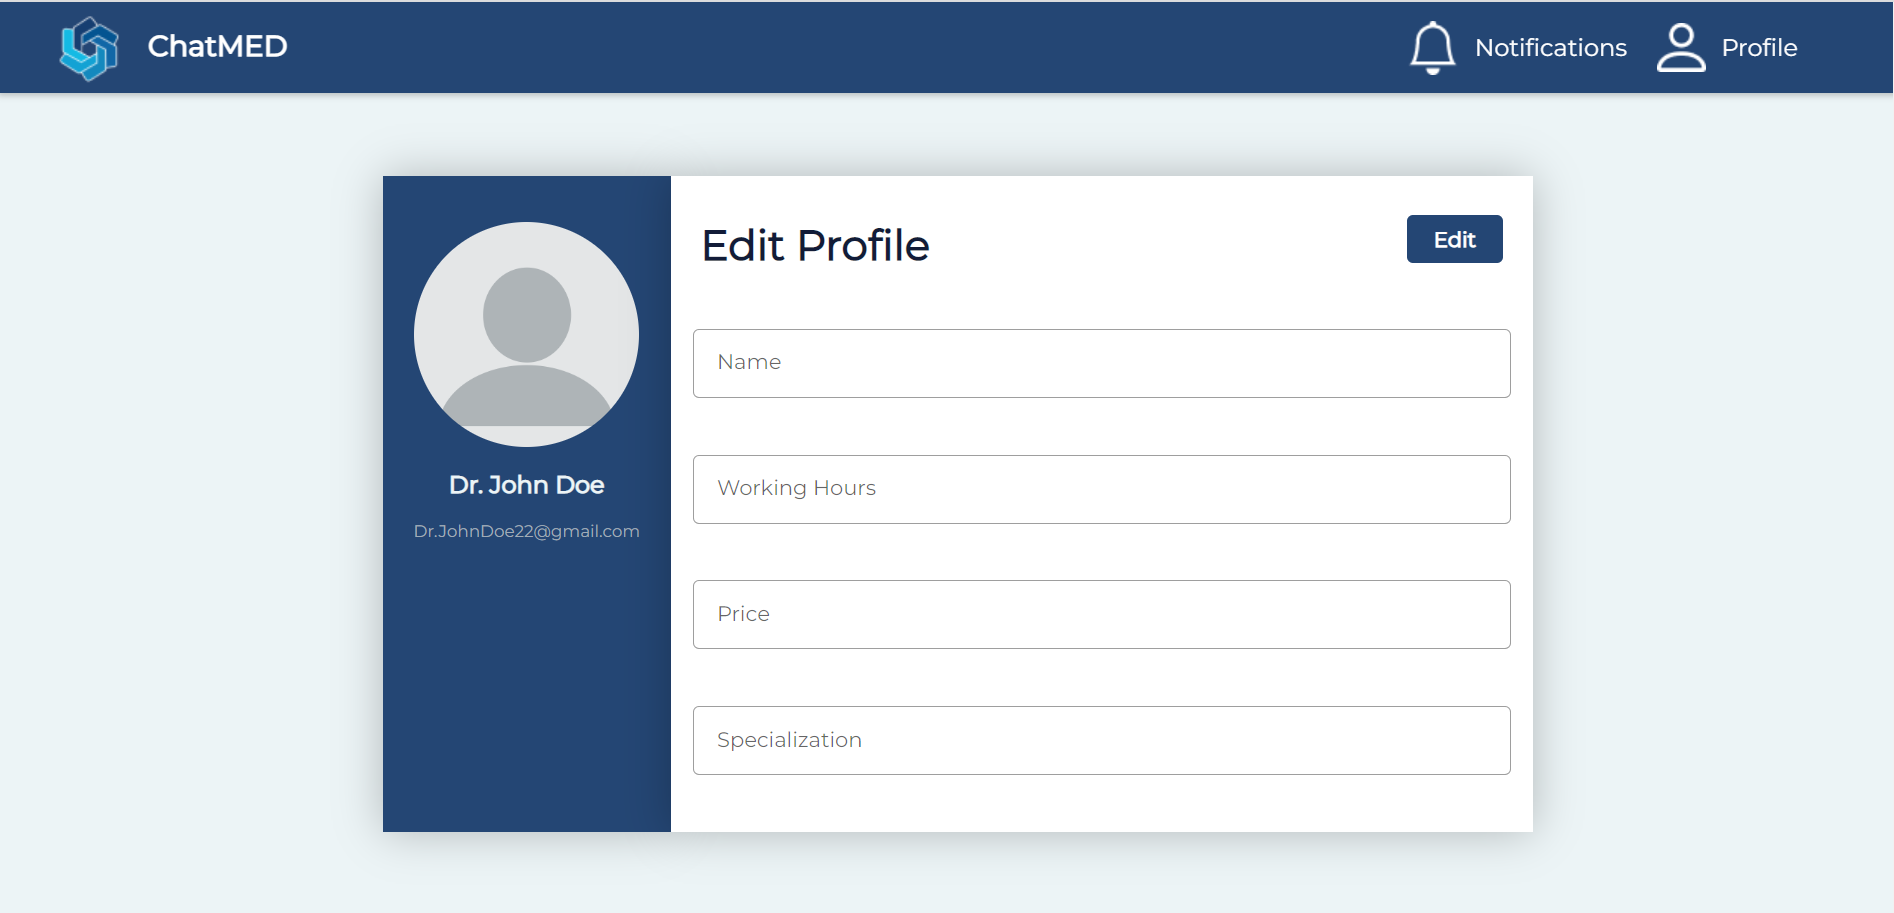 ChatMED
Notifications
Profile
Dr. John Doe
Dr.JohnDoe22@gmail.com
Edit Profile
Edit
Name
Working Hours
Price
Specialization